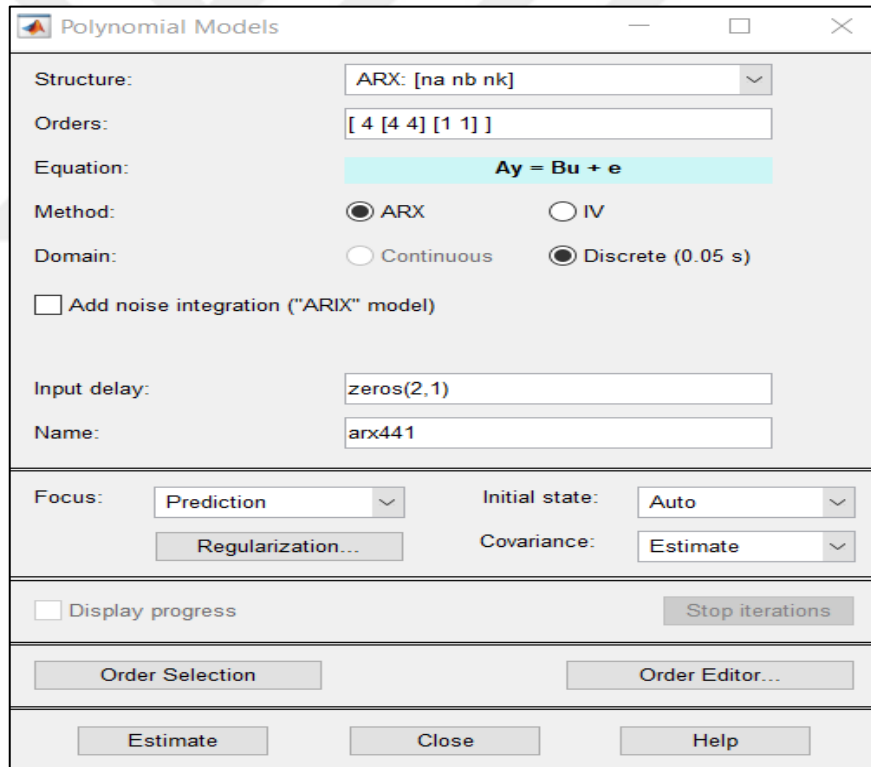 Polynomial Models
Structure: ARX: [na nb nk]
Orders: [ 4 [4 4] [1 1] ]
Equation: Ay = Bu + e
Method: ARX IV
Domain: Continuous Discrete (0.05 s)
Add noise integration ("ARIX" model)
Input delay: zeros(2,1)
Name: arx441
Focus: Prediction Initial state: Auto
Regularization... Covariance: Estimate
Display progress Stop iterations
Order Selection Order Editor...
Estimate Close Help